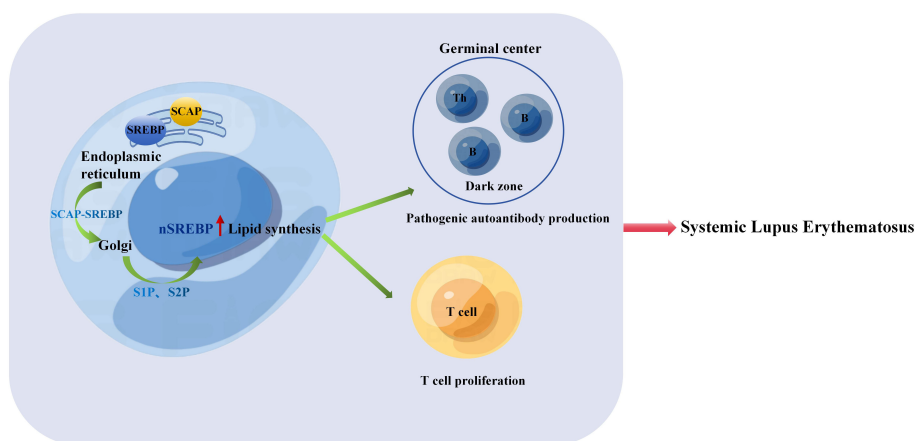 Germinal center
SCAP
SREBP
Th
B
B
Dark zone
Endoplasmic
reticulum
SCAP-SREBP
Golgi
nSREBP
Lipid synthesis
S1P、S2P
Pathogenic autoantibody production
Systemic Lupus Erythematosus
T cell
T cell proliferation